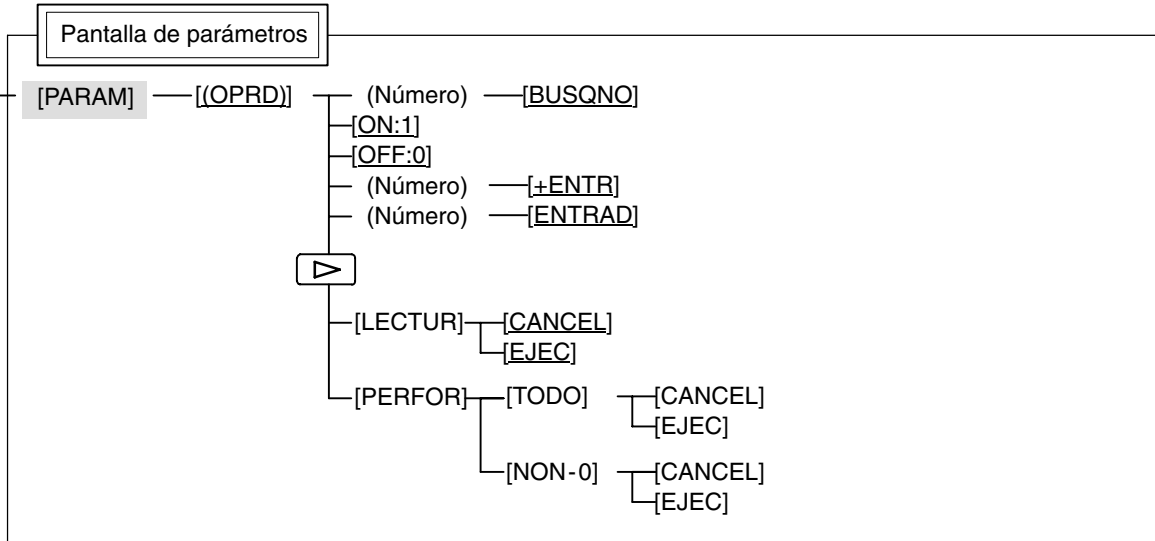 Pantalla de parámetros
[PARAM] [(OPRD)] (Número) [BUSQNO]
[ON:1]
[OFF:0]
(Número) [+ENTR]
(Número) [ENTRAD]
[LECTUR] [CANCEL]
[EJEC]
[PERFOR] [TODO] [CANCEL]
[EJEC]
[NON-0] [CANCEL]
[EJEC]